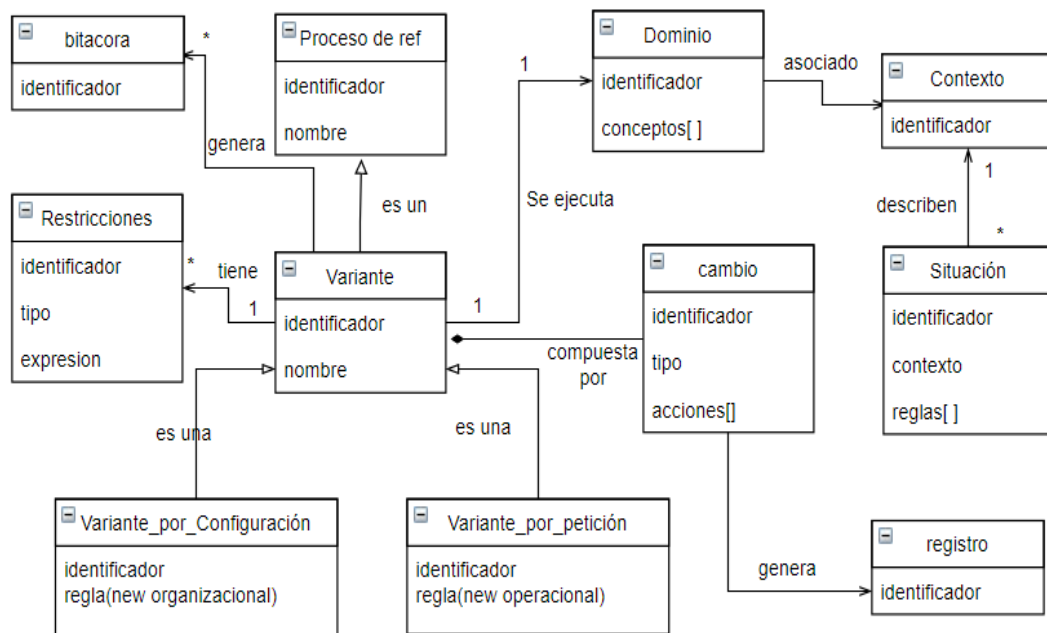 bitacora
identificador
*
genera
Proceso de ref
identificador
nombre
es un
Dominio
identificador
conceptos[ ]
1
Se ejecuta
1
asociado
Contexto
identificador
1
describen
*
Restricciones
identificador
tipo
expresion
*
tiene
1
Variante
identificador
nombre
compuesta
por
cambio
identificador
tipo
acciones[]
Situación
identificador
contexto
reglas[ ]
es una
es una
Variante_por_Configuración
identificador
regla(new organizacional)
Variante_por_petición
identificador
regla(new operacional)
genera
registro
identificador